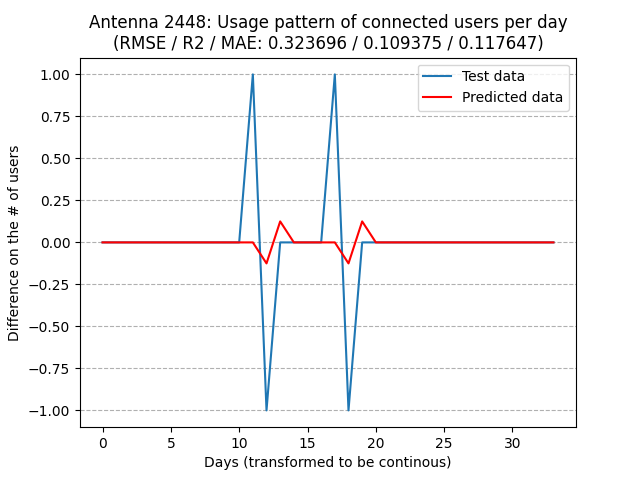 Antenna 2448: Usage pattern of connected users per day
(RMSE / R2 / MAE: 0.323696 / 0.109375 / 0.117647)
Test data
Predicted data
Difference on the # of users
1.00
0.75
0.50
0.25
0.00
−0.25
−0.50
−0.75
−1.00
0 5 10 15 20 25 30
Days (transformed to be continous)